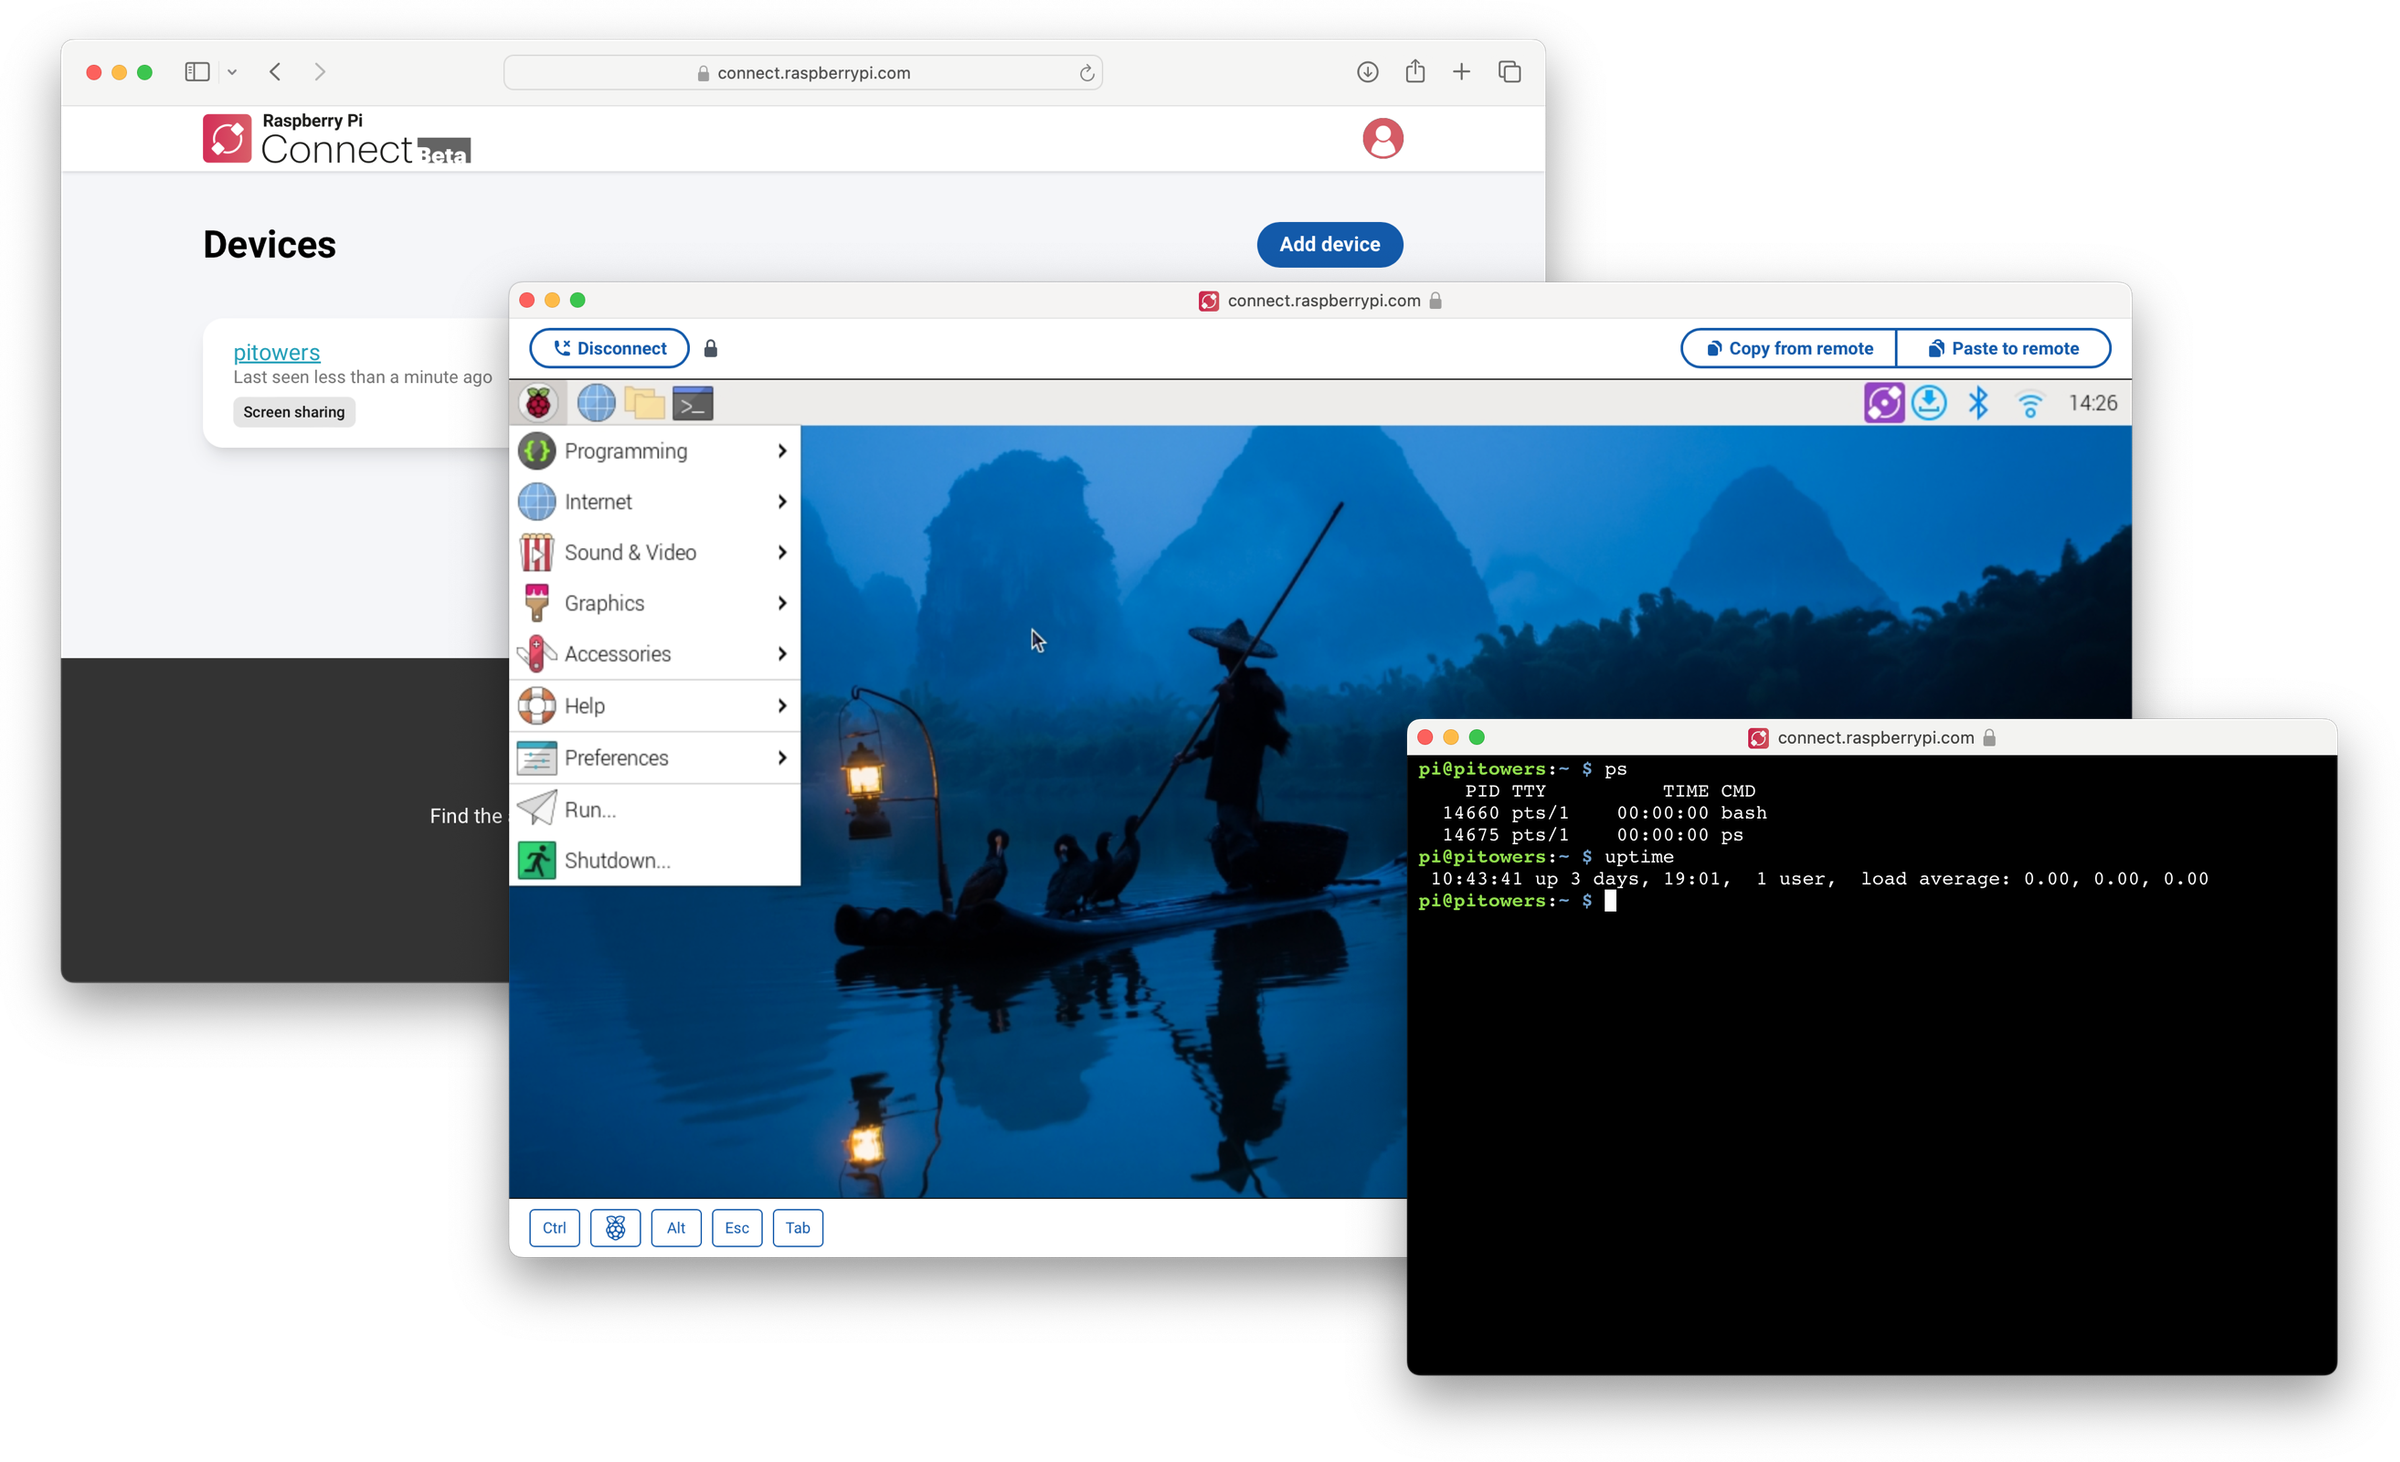 connect.raspberrypi.com
Raspberry Pi
Connect Beta
Devices
Add device
pitowers
Last seen less than a minute ago
Screen sharing
Find the
connect.raspberrypi.com
Disconnect
Copy from remote
Paste to remote
14:26
Programming
Internet
Sound & Video
Graphics
Accessories
Help
Preferences
Run...
Shutdown...
Ctrl
Alt
Esc
Tab
connect.raspberrypi.com
pi@pitowers:~ $ ps
PID TTY          TIME CMD
14660 pts/1    00:00:00 bash
14675 pts/1    00:00:00 ps
pi@pitowers:~ $ uptime
10:43:41 up 3 days, 19:01,  1 user,  load average: 0.00, 0.00, 0.00
pi@pitowers:~ $